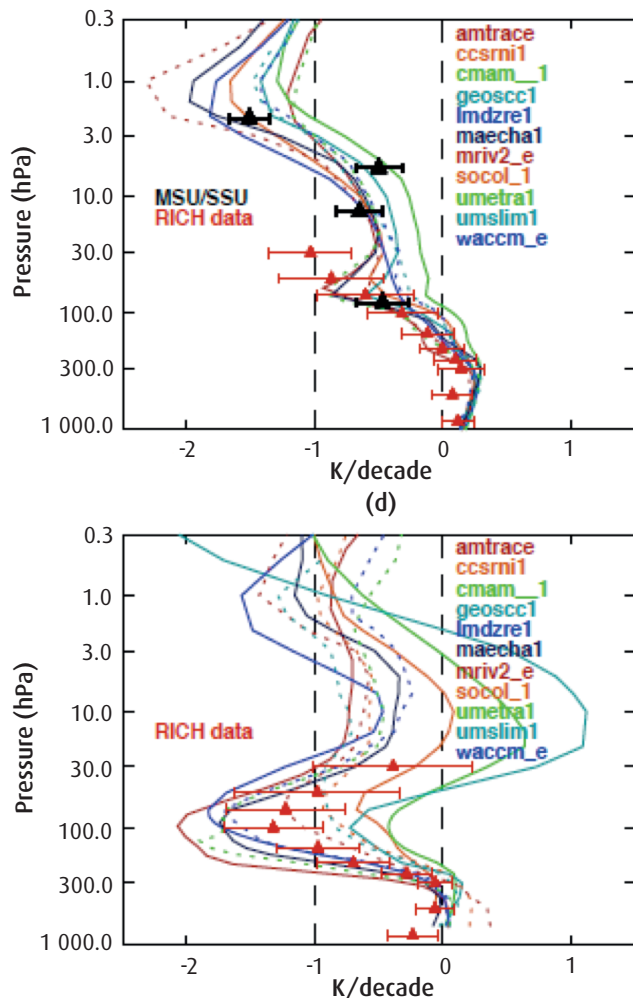 0.3
1.0
3.0
10.0
30.0
100.0
300.0
1 000.0
Pressure (hPa)
amtrace
ccsrni1
cmam__1
geoscc1
lmdzre1
maecha1
mriv2_e
socol_1
umetra1
umslim1
waccm_e
MSU/SSU
RICH data
-2 -1 0 1
K/decade
(d)
0.3
1.0
3.0
10.0
30.0
100.0
300.0
1 000.0
Pressure (hPa)
amtrace
ccsrni1
cmam__1
geoscc1
lmdzre1
maecha1
mriv2_e
socol_1
umetra1
umslim1
waccm_e
RICH data
-2 -1 0 1
K/decade